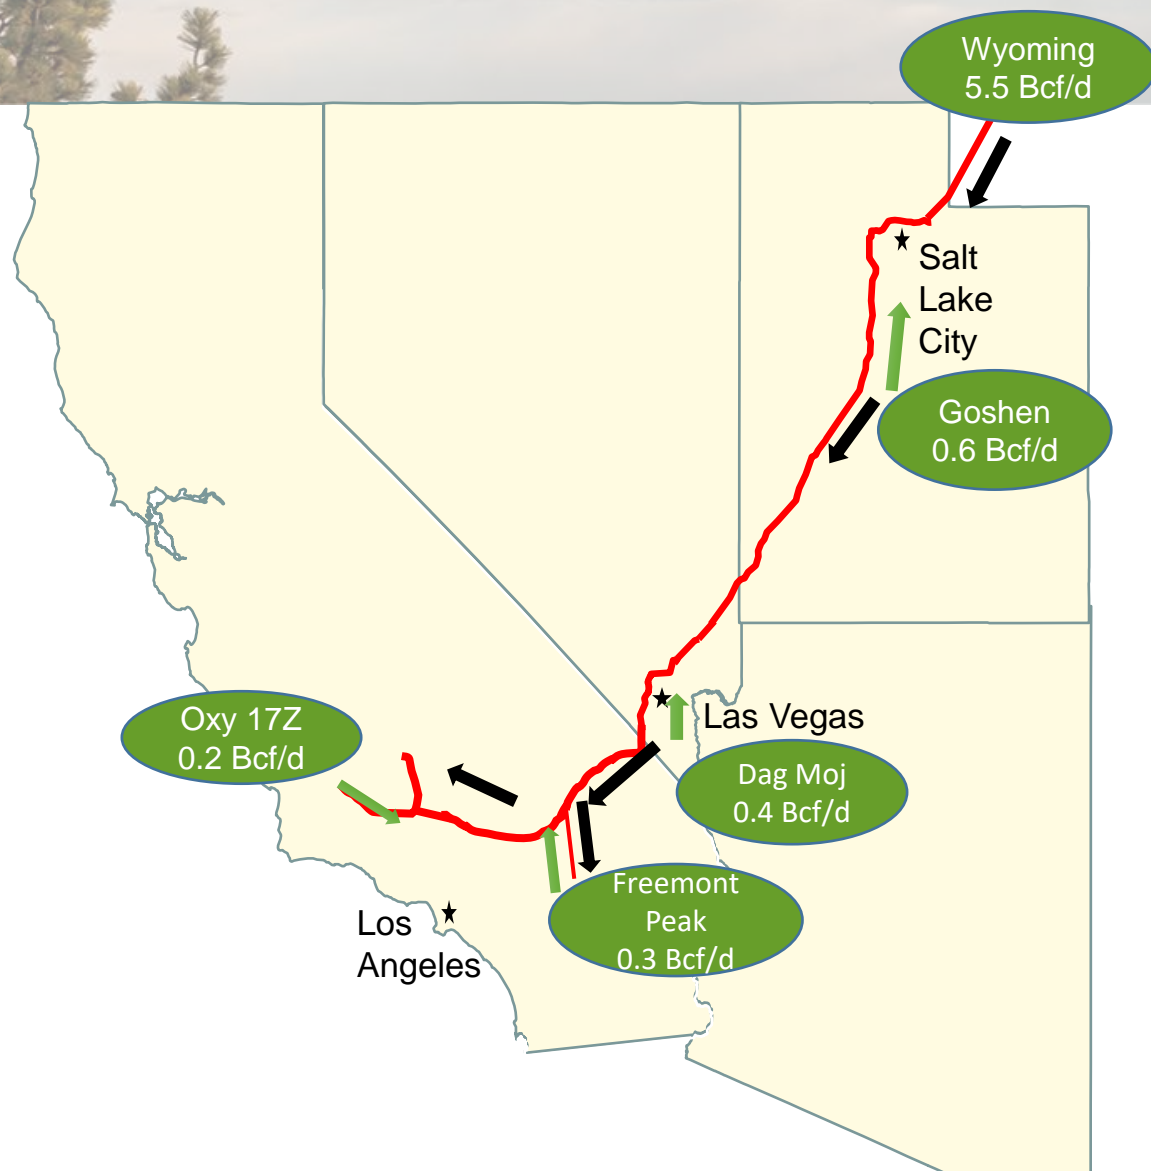 Wyoming
5.5 Bcf/d
Salt
Lake
City
Goshen
0.6 Bcf/d
Las Vegas
Oxy 17Z
0.2 Bcf/d
Dag Moj
0.4 Bcf/d
Freemont
Peak
0.3 Bcf/d
Los
Angeles